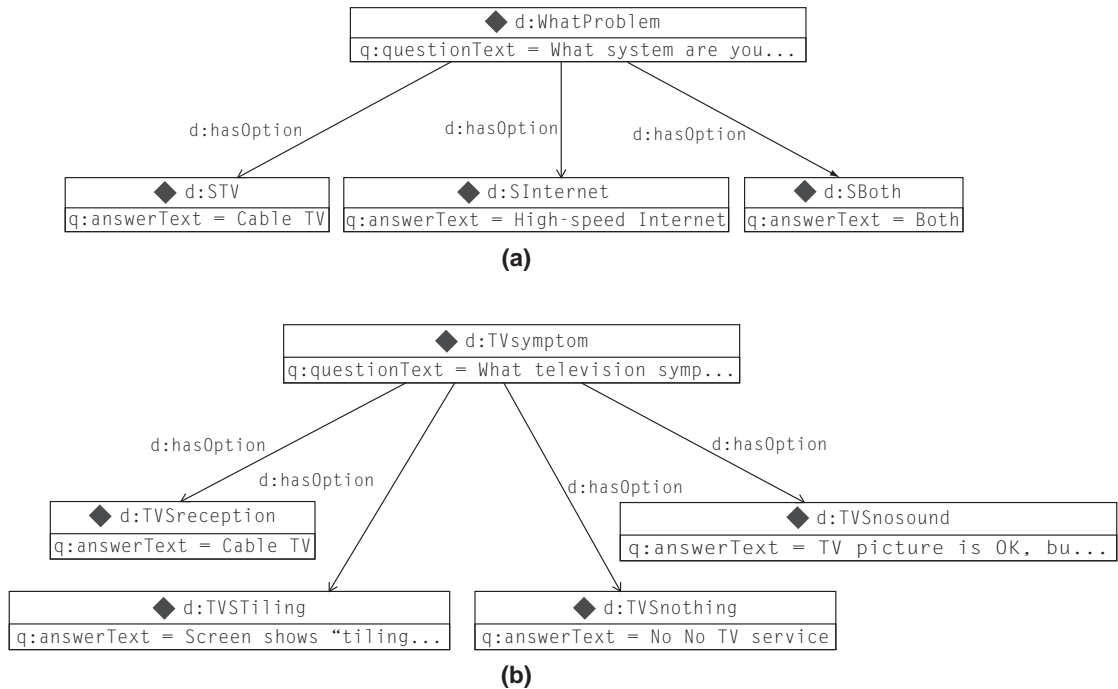 d:WhatProblem
q:questionText = What system are you...
d:hasOption
d:hasOption
d:hasOption
d:STV
q:answerText = Cable TV
d:SInternet
q:answerText = High-speed Internet
d:SBoth
q:answerText = Both
(a)
d:TVsymptom
q:questionText = What television symp...
d:hasOption
d:hasOption
d:hasOption
d:hasOption
d:TVSreception
q:answerText = Cable TV
d:TVSnosound
q:answerText = TV picture is OK, bu...
d:TVSTiling
q:answerText = Screen shows “tiling...
d:TVSnothing
q:answerText = No No TV service
(b)